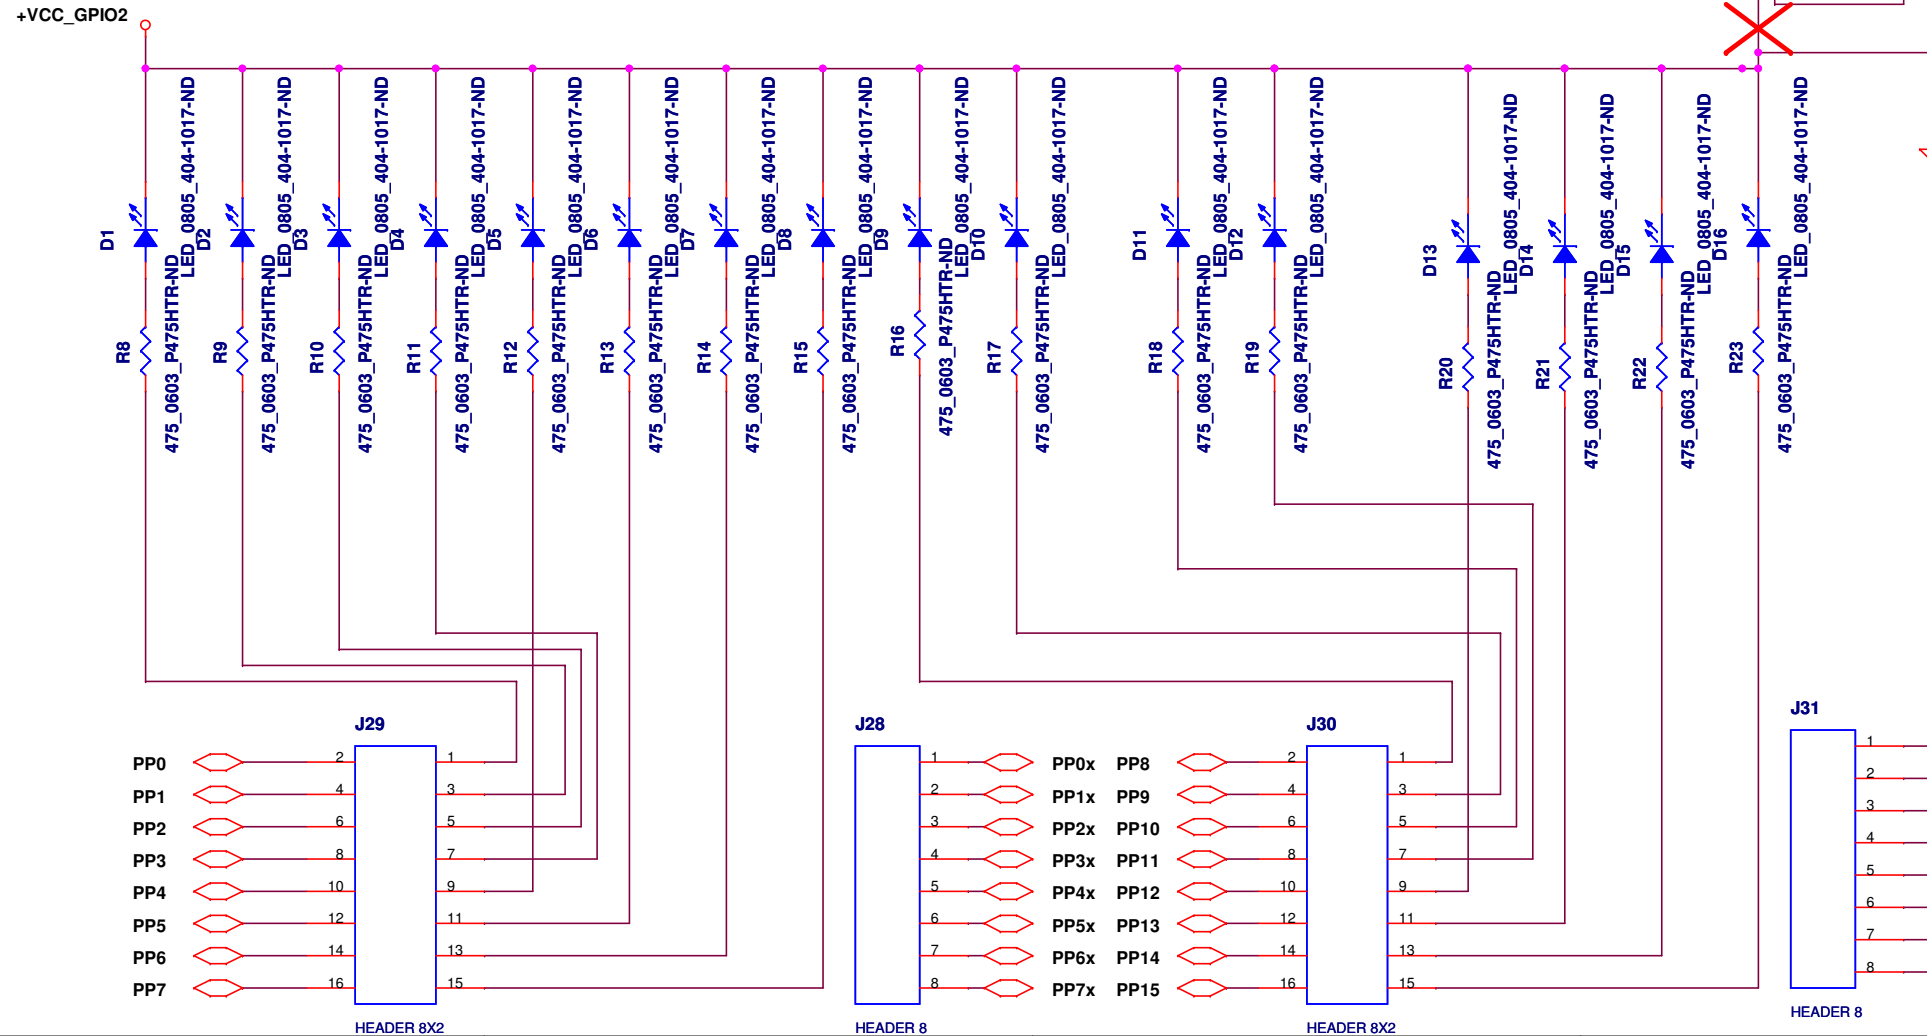 +VCC_GPIO2
D1
LED_0805_404-1017-ND
D2
LED_0805_404-1017-ND
D3
LED_0805_404-1017-ND
D4
LED_0805_404-1017-ND
D5
LED_0805_404-1017-ND
D6
LED_0805_404-1017-ND
D7
LED_0805_404-1017-ND
D8
LED_0805_404-1017-ND
D9
LED_0805_404-1017-ND
D10
LED_0805_404-1017-ND
D11
LED_0805_404-1017-ND
D12
LED_0805_404-1017-ND
D13
LED_0805_404-1017-ND
D14
LED_0805_404-1017-ND
D15
LED_0805_404-1017-ND
D16
LED_0805_404-1017-ND
R8
475_0603_P475HTR-ND
R9
475_0603_P475HTR-ND
R10
475_0603_P475HTR-ND
R11
475_0603_P475HTR-ND
R12
475_0603_P475HTR-ND
R13
475_0603_P475HTR-ND
R14
475_0603_P475HTR-ND
R15
475_0603_P475HTR-ND
R16
475_0603_P475HTR-ND
R17
475_0603_P475HTR-ND
R18
475_0603_P475HTR-ND
R19
475_0603_P475HTR-ND
R20
475_0603_P475HTR-ND
R21
475_0603_P475HTR-ND
R22
475_0603_P475HTR-ND
R23
475_0603_P475HTR-ND
J29
PP0 2 1
PP1 4 3
PP2 6 5
PP3 8 7
PP4 10 9
PP5 12 11
PP6 14 13
PP7 16 15
HEADER 8X2
J28
1 PP0x
2 PP1x
3 PP2x
4 PP3x
5 PP4x
6 PP5x
7 PP6x
8 PP7x
HEADER 8
J30
PP8 2 1
PP9 4 3
PP10 6 5
PP11 8 7
PP12 10 9
PP13 12 11
PP14 14 13
PP15 16 15
HEADER 8X2
J31
1
2
3
4
5
6
7
8
HEADER 8